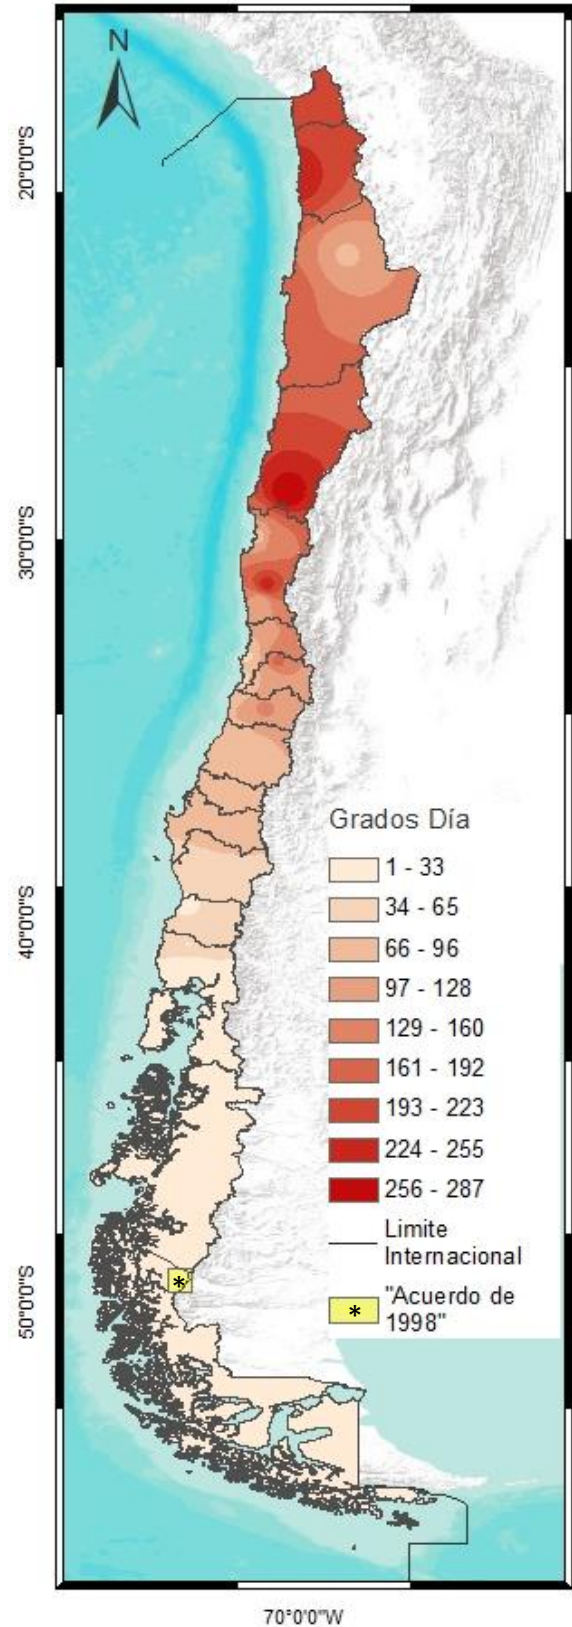 N
20°0'0"S
30°0'0"S
40°0'0"S
50°0'0"S
Grados Día
1 - 33
34 - 65
66 - 96
97 - 128
129 - 160
161 - 192
193 - 223
224 - 255
256 - 287
Limite
Internacional
* "Acuerdo de
1998"
*
70°0'0"W